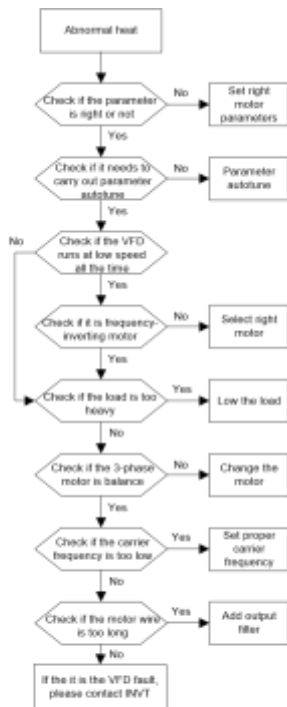 Abnormal heat
Check if the parameter
is right or not
No
Set right
motor
parameters
Yes
Check if it needs to
carry out parameter
autotune
No
Parameter
autotune
Yes
No
Check if the VFD
runs at low speed
all the time
Yes
Check if it is frequency-
inverting motor
No
Select right
motor
Yes
Check if the load is too
heavy
Yes
Low the load
No
Check if the 3-phase
motor is balance
No
Change the
motor
Yes
Check if the carrier
frequency is too low
Yes
Set proper
carrier
frequency
No
Check if the motor wire
is too long
Yes
Add output
filter
No
If the it is the VFD fault,
please contact INVT